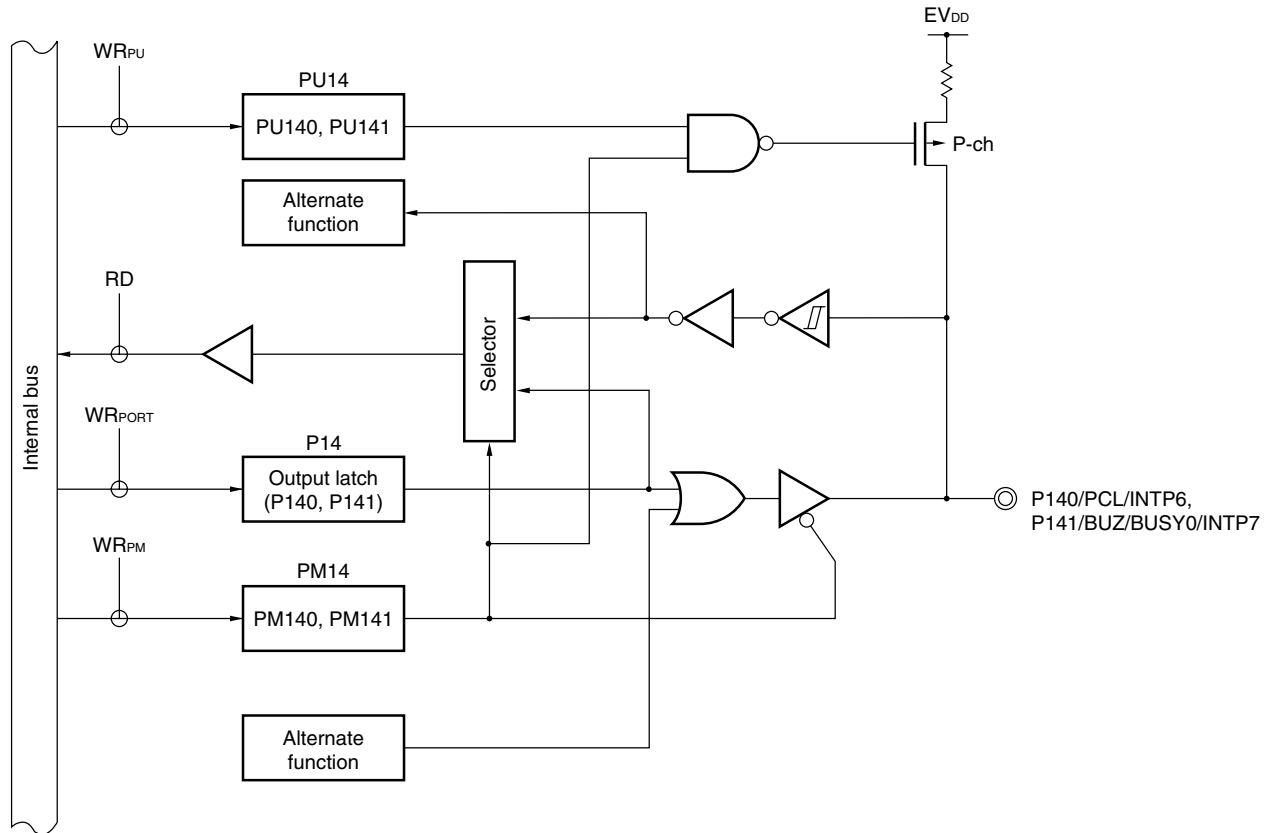 EVDD
WRPU
PU14
PU140, PU141
P-ch
Alternate
function
RD
Selector
Internal bus
WRPORT
P14
Output latch
(P140, P141)
P140/PCL/INTP6,
P141/BUZ/BUSY0/INTP7
WRPM
PM14
PM140, PM141
Alternate
function